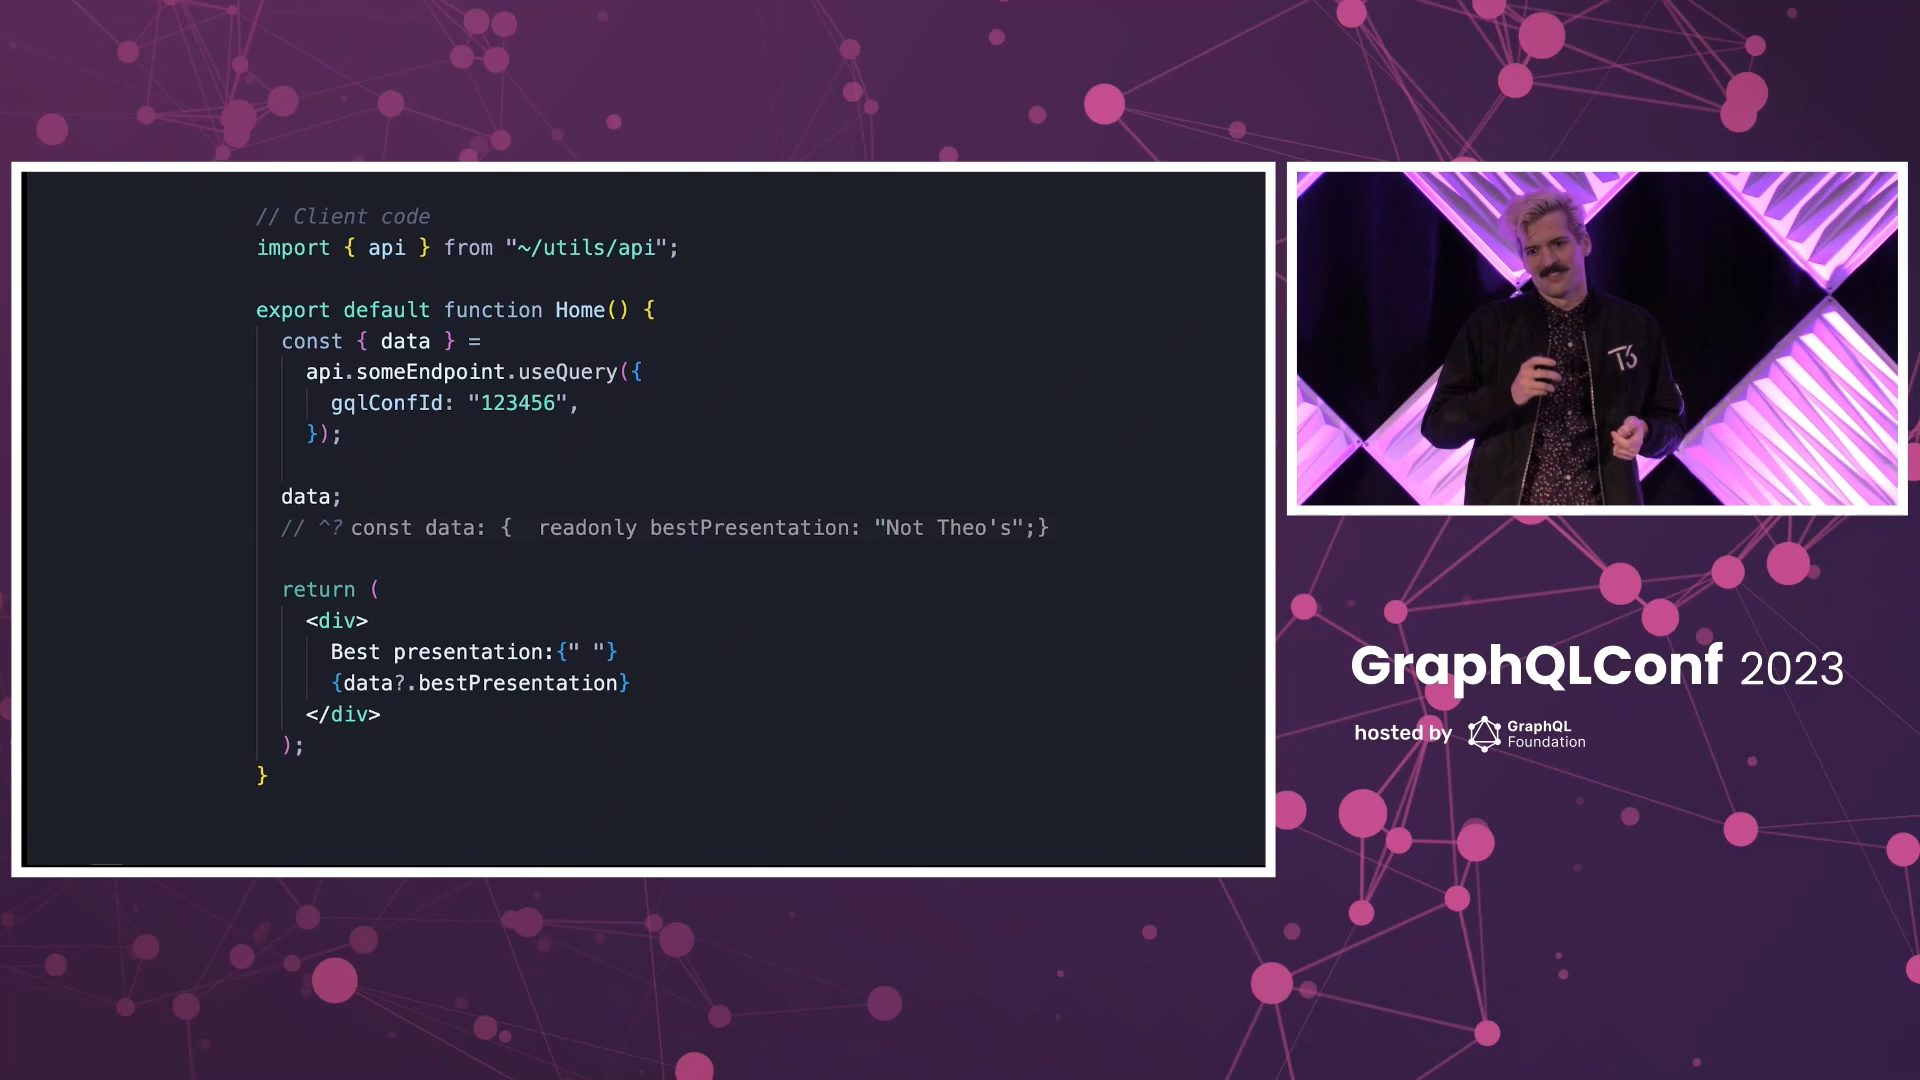 // Client code
import { api } from "~/utils/api";
export default function Home() {
const { data } =
api.someEndpoint.useQuery({
gqlConfId: "123456",
});
data;
// ^? const data: {  readonly bestPresentation: "Not Theo's";}
return (
<div>
Best presentation:{" "}
{data?.bestPresentation}
</div>
);
}
T3
GraphQLConf 2023
hosted by GraphQL Foundation